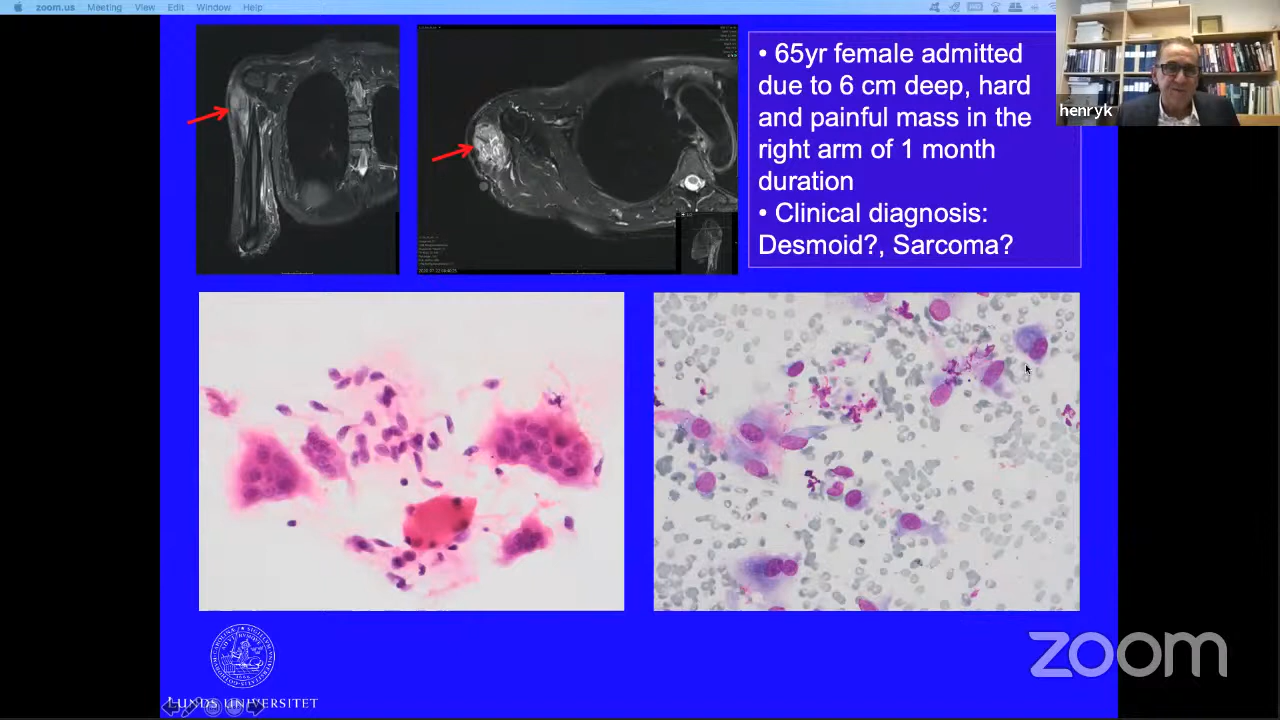 zoom.us Meeting View Edit Window Help
• 65yr female admitted
due to 6 cm deep, hard
and painful mass in the
right arm of 1 month
duration
• Clinical diagnosis:
Desmoid?, Sarcoma?
henryk
zoom
LUNDS UNIVERSITET